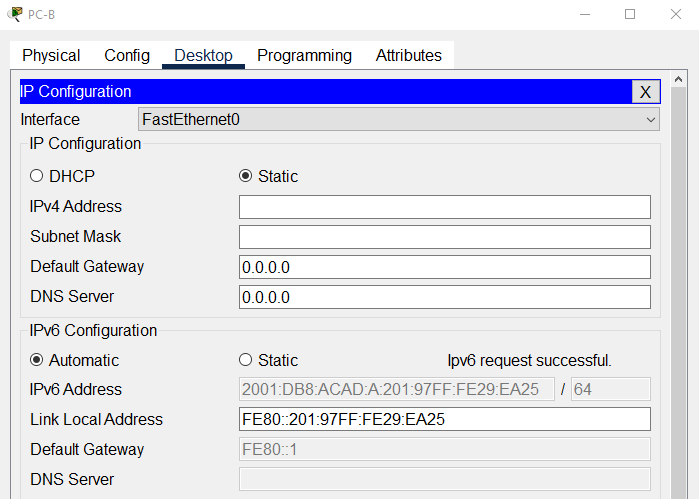 PC-B
Physical Config Desktop Programming Attributes
IP Configuration X
Interface FastEthernet0
IP Configuration
DHCP Static
IPv4 Address
Subnet Mask
Default Gateway 0.0.0.0
DNS Server 0.0.0.0
IPv6 Configuration
Automatic Static Ipv6 request successful.
IPv6 Address 2001:DB8:ACAD:A:201:97FF:FE29:EA25 / 64
Link Local Address FE80::201:97FF:FE29:EA25
Default Gateway FE80::1
DNS Server